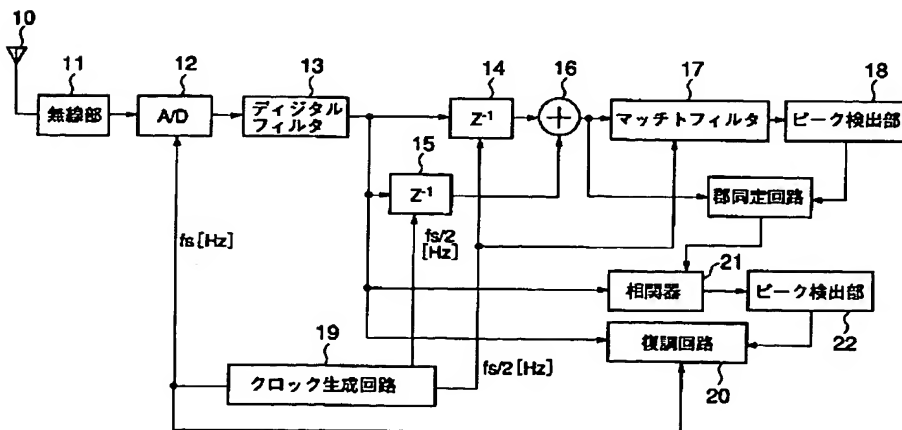 10
11
無線部
12
A/D
13
ディジタル
フィルタ
14
Z⁻¹
16
17
マッチトフィルタ
18
ピーク検出部
15
Z⁻¹
郡同定回路
fs[Hz]
fs/2
[Hz]
21
相関器
ピーク検出部
22
復調回路
20
19
クロック生成回路
fs/2[Hz]